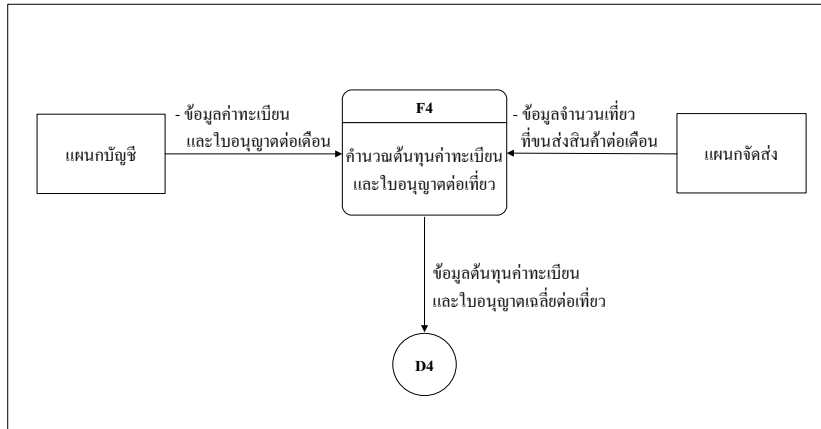 F4
- ข้อมูลค่าทะเบียน
และใบอนุญาตต่อเดือน
- ข้อมูลจำนวนเที่ยว
ที่ขนส่งสินค้าต่อเดือน
แผนกบัญชี
คำนวณต้นทุนค่าทะเบียน
และใบอนุญาตต่อเที่ยว
แผนกจัดส่ง
ข้อมูลต้นทุนค่าทะเบียน
และใบอนุญาตเฉลี่ยต่อเที่ยว
D4